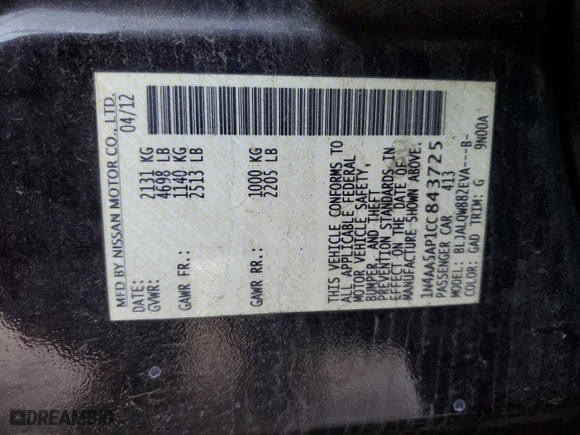 MFD BY NISSAN MOTOR CO., LTD.
04/12
GVWR: 2131 KG
4698 LB
GAWR FR: 1140 KG
2513 LB
GAWR RR: 1000 KG
2205 LB
THIS VEHICLE CONFORMS TO
ALL APPLICABLE FEDERAL
MOTOR VEHICLE SAFETY,
BUMPER, AND THEFT
PREVENTION STANDARDS IN
EFFECT ON THE DATE OF
MANUFACTURE SHOWN ABOVE.
1N4AA5AP1CC843725
PASSENGER CAR 413
MODEL: BLJALQWB82EVA---B-
COLOR: GAD TRIM: G 9N00A
DREAMBID